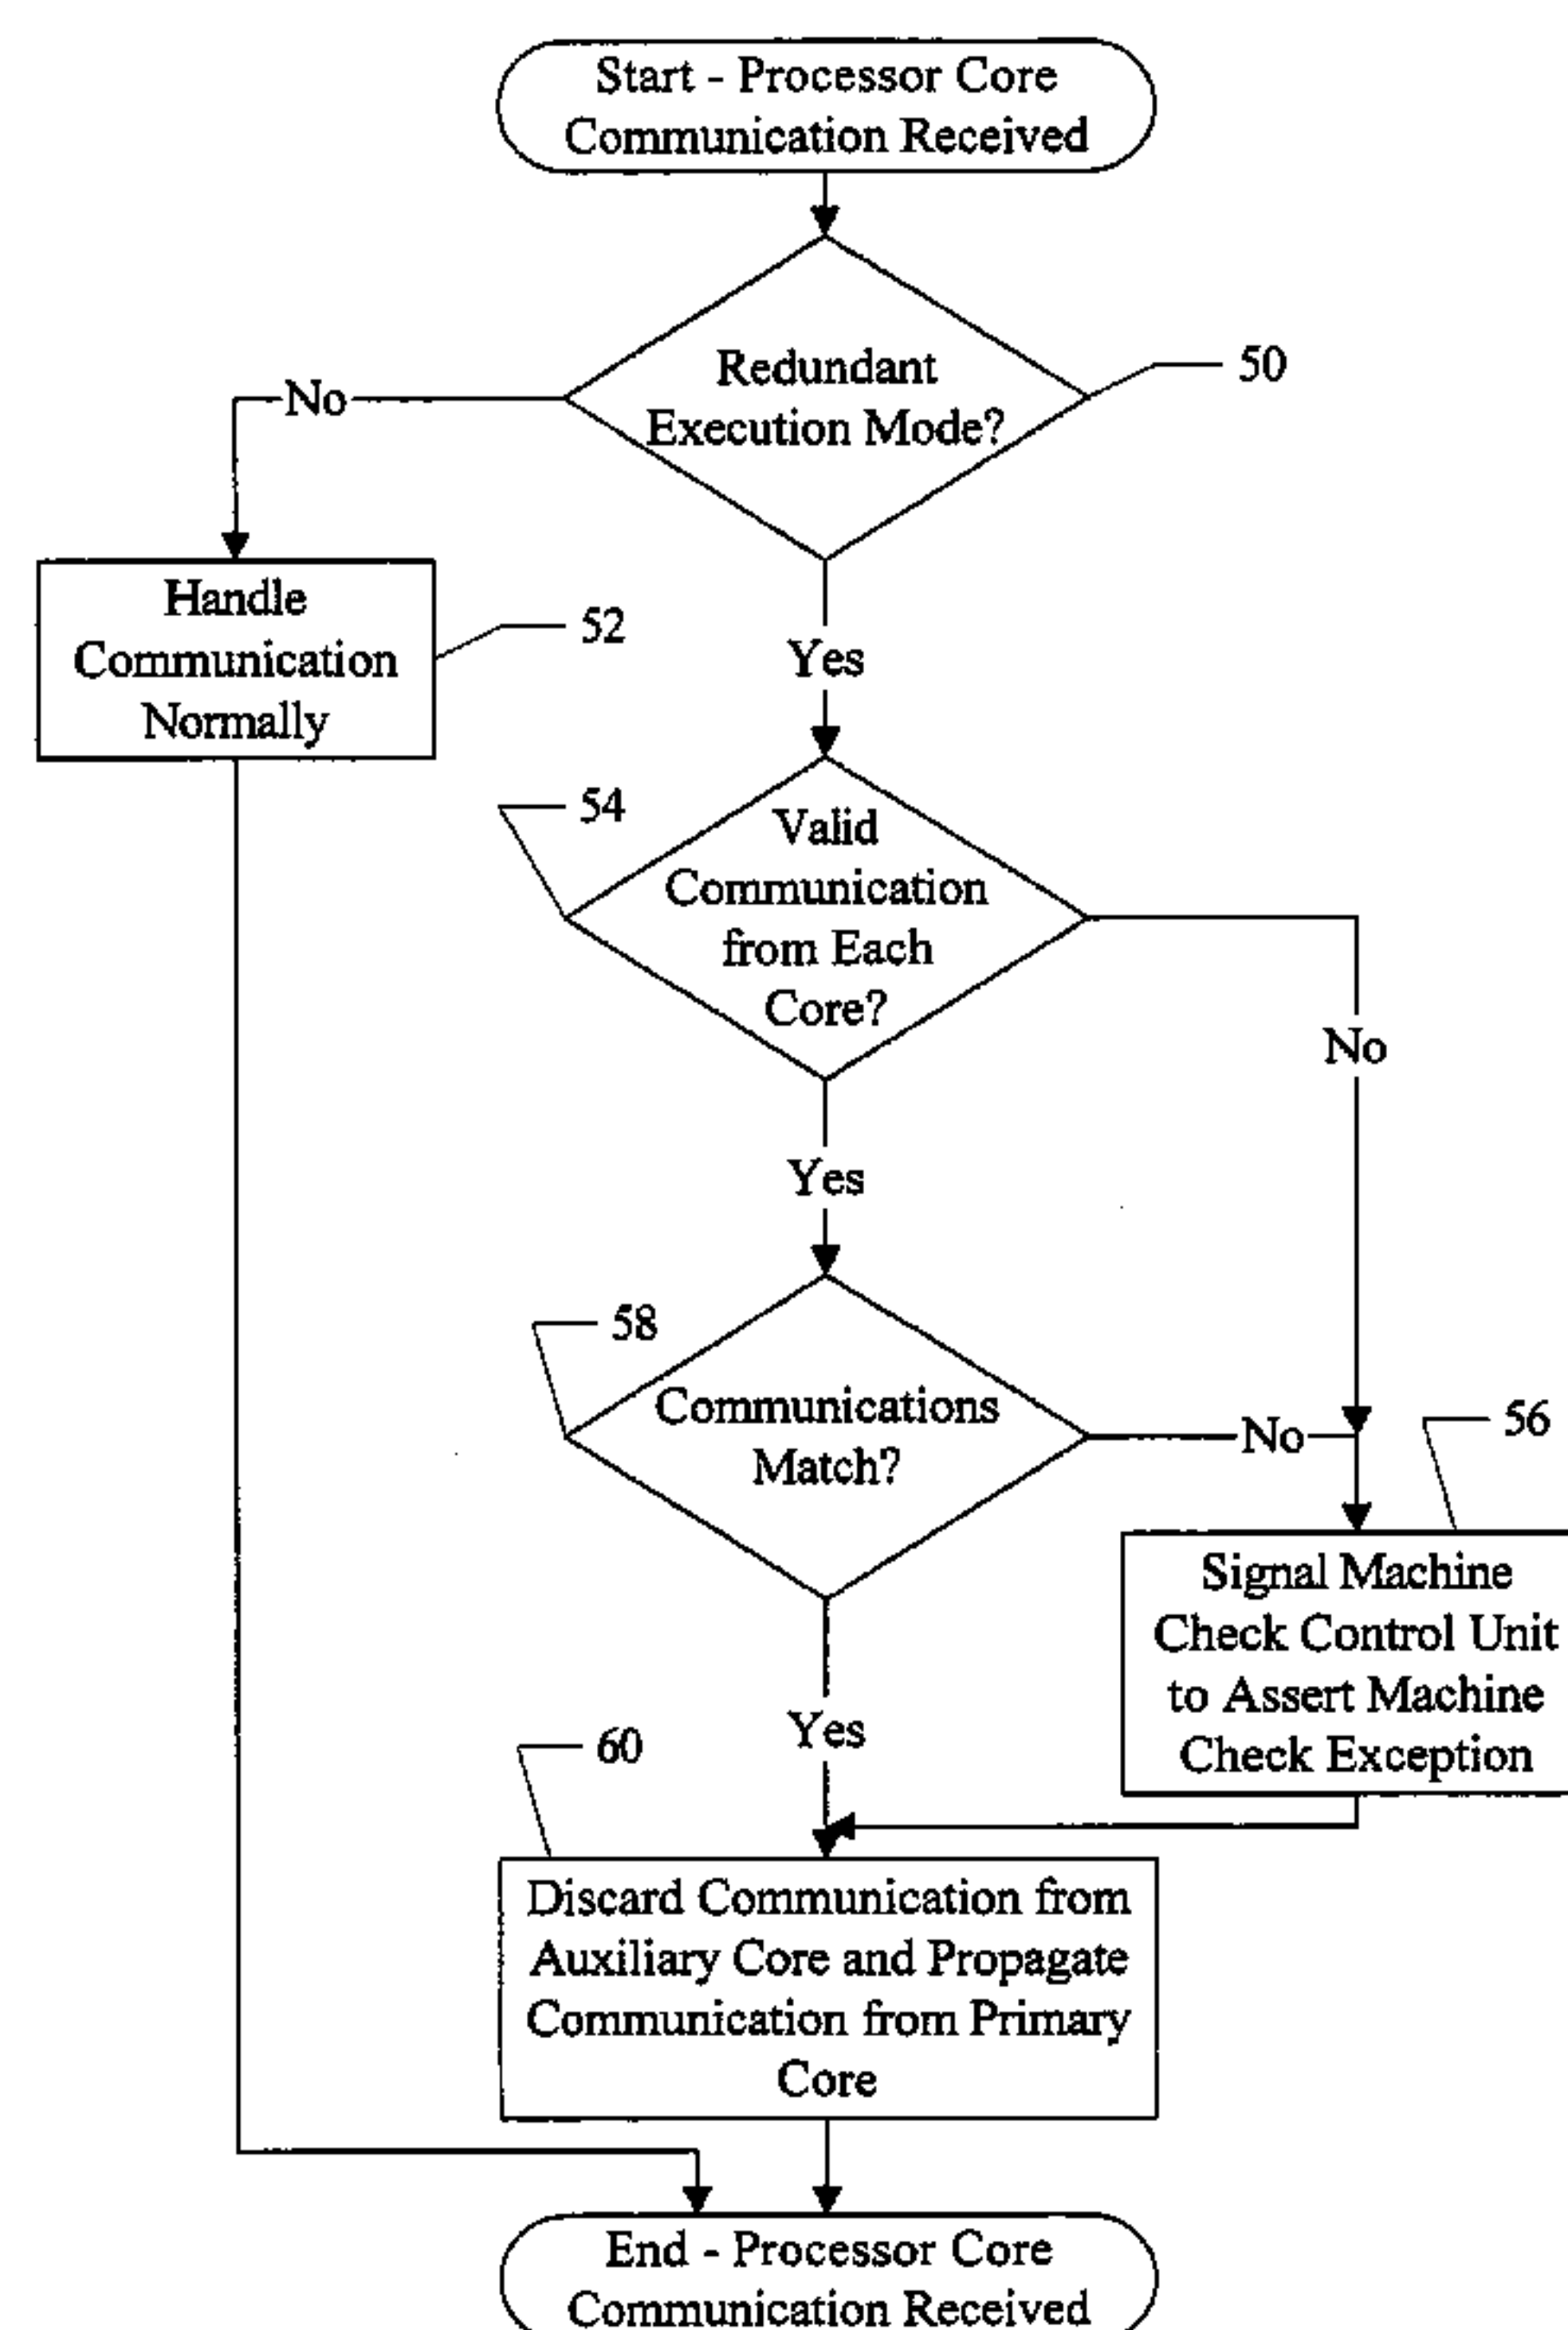 Start - Processor Core
Communication Received
Redundant
Execution Mode?
50
No
Handle
Communication
Normally
52
Yes
54
Valid
Communication
from Each
Core?
No
Yes
58
Communications
Match?
No
56
Signal Machine
Check Control Unit
to Assert Machine
Check Exception
Yes
60
Discard Communication from
Auxiliary Core and Propagate
Communication from Primary
Core
End - Processor Core
Communication Received